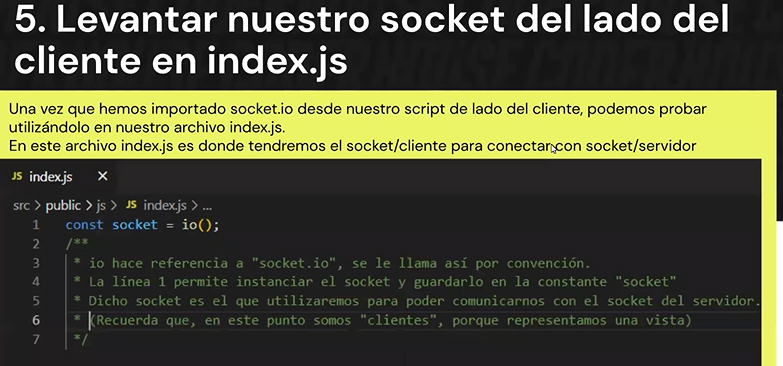 5. Levantar nuestro socket del lado del
cliente en index.js
Una vez que hemos importado socket.io desde nuestro script de lado del cliente, podemos probar
utilizándolo en nuestro archivo index.js.
En este archivo index.js es donde tendremos el socket/cliente para conectar con socket/servidor
JS index.js X
src > public > js > JS index.js > ...
1 const socket = io();
2 /**
3 * io hace referencia a "socket.io", se le llama así por convención.
4 * La línea 1 permite instanciar el socket y guardarlo en la constante "socket"
5 * Dicho socket es el que utilizaremos para poder comunicarnos con el socket del servidor.
6 * (Recuerda que, en este punto somos "clientes", porque representamos una vista)
7 */